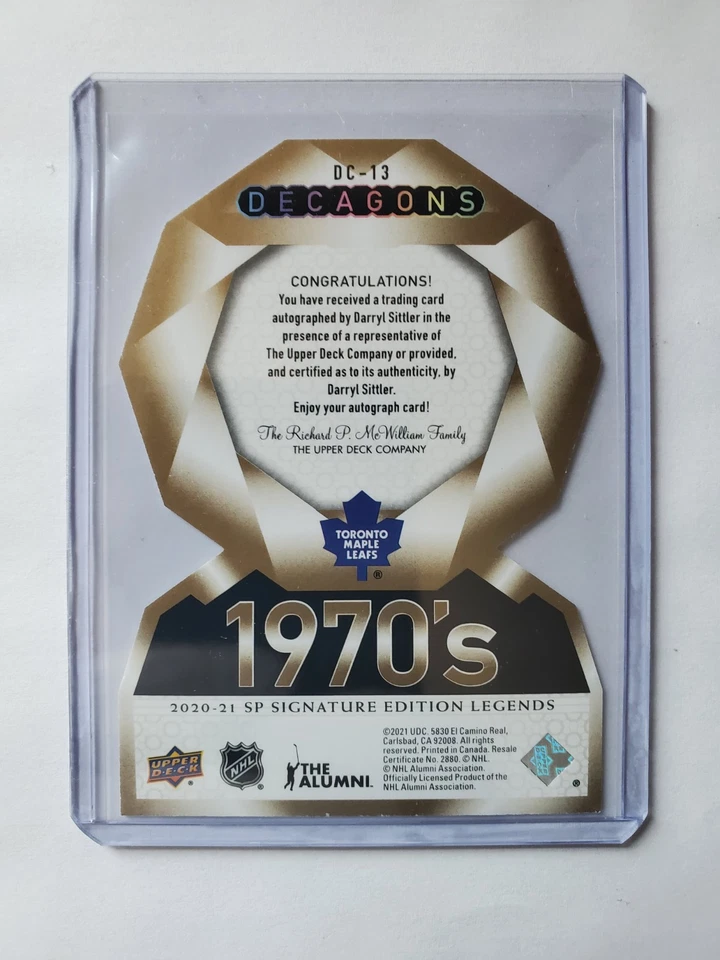 DC-13
DECAGONS
CONGRATULATIONS!
You have received a trading card
autographed by Darryl Sittler in the
presence of a representative of
The Upper Deck Company or provided,
and certified as to its authenticity, by
Darryl Sittler.
Enjoy your autograph card!
The Richard P. McWilliam Family
THE UPPER DECK COMPANY
TORONTO
MAPLE
LEAFS
®
1970's
2020-21 SP SIGNATURE EDITION LEGENDS
©2021 UDC. 5830 El Camino Real,
Carlsbad, CA 92008. All rights
reserved. Printed in Canada. Resale
Certificate No. 2880. © NHL.
© NHL Alumni Association.
Officially Licensed Product of the
NHL Alumni Association.
UPPER
DECK
®
NHL
®
THE
ALUMNI
®